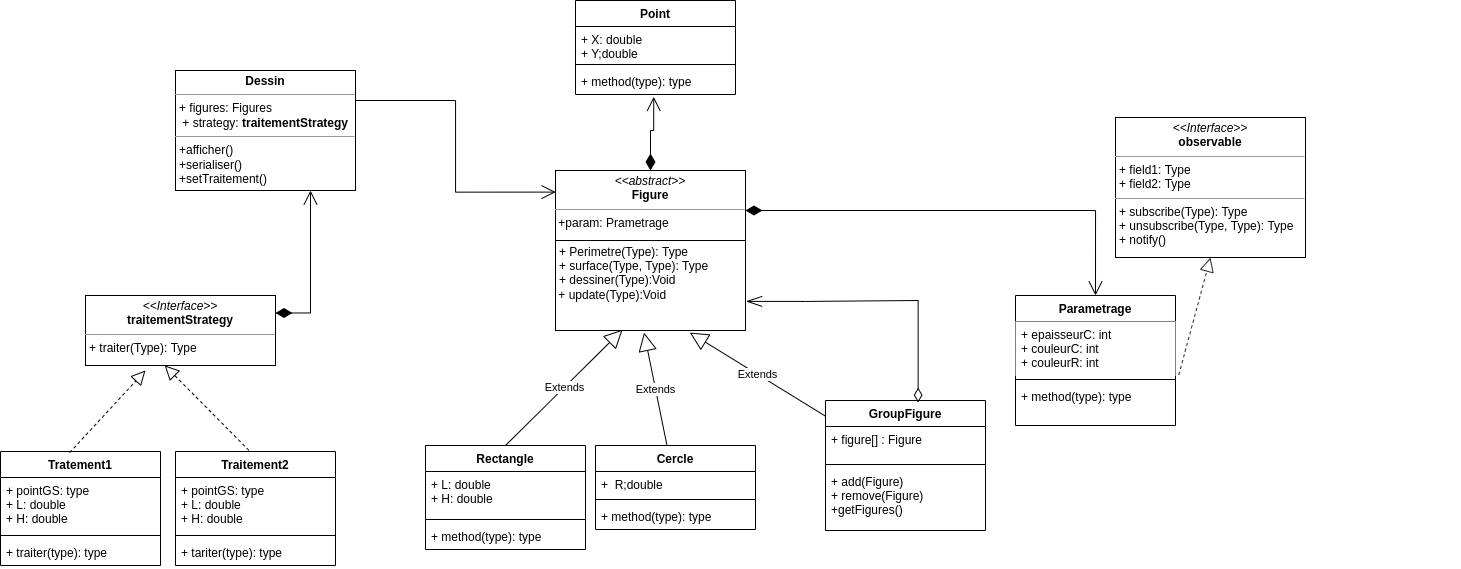 Point
+ X: double
+ Y;double
+ method(type): type
Dessin
+ figures: Figures
+ strategy: traitementStrategy
+afficher()
+serialiser()
+setTraitement()
<<Interface>>
observable
+ field1: Type
+ field2: Type
+ subscribe(Type): Type
+ unsubscribe(Type, Type): Type
+ notify()
<<abstract>>
Figure
+param: Prametrage
+ Perimetre(Type): Type
+ surface(Type, Type): Type
+ dessiner(Type):Void
+ update(Type):Void
<<Interface>>
traitementStrategy
+ traiter(Type): Type
Parametrage
+ epaisseurC: int
+ couleurC: int
+ couleurR: int
+ method(type): type
Extends
Extends
Extends
Tratement1
+ pointGS: type
+ L: double
+ H: double
+ traiter(type): type
Traitement2
+ pointGS: type
+ L: double
+ H: double
+ tariter(type): type
Rectangle
+ L: double
+ H: double
+ method(type): type
Cercle
+ R;double
+ method(type): type
GroupFigure
+ figure[] : Figure
+ add(Figure)
+ remove(Figure)
+getFigures()